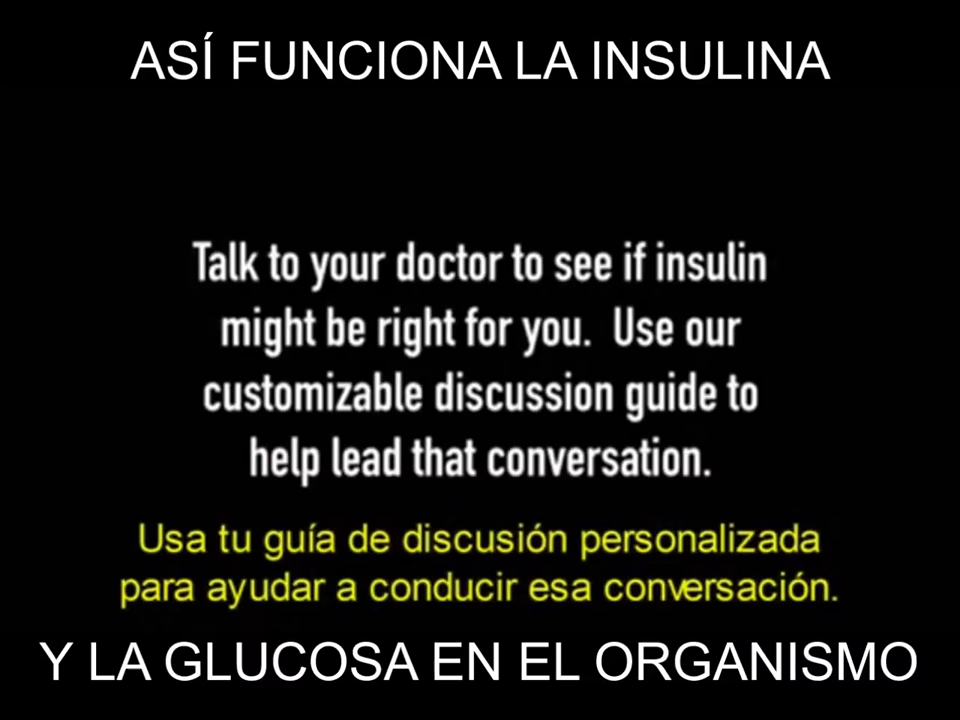 ASÍ FUNCIONA LA INSULINA
Talk to your doctor to see if insulin
might be right for you. Use our
customizable discussion guide to
help lead that conversation.
Usa tu guía de discusión personalizada
para ayudar a conducir esa conversación.
Y LA GLUCOSA EN EL ORGANISMO